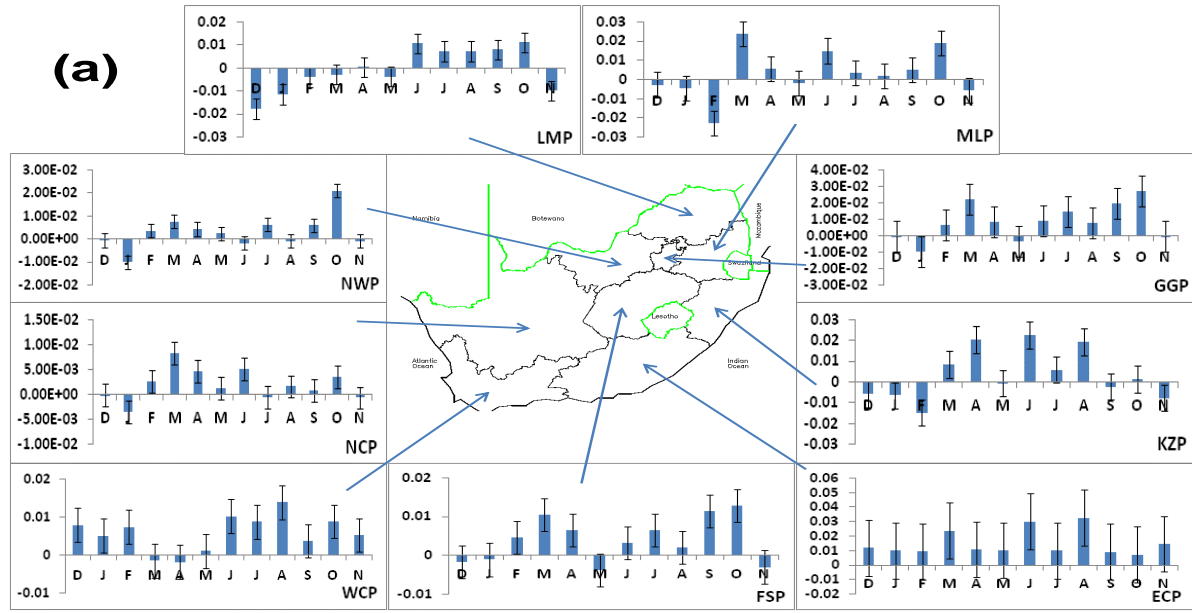 (a)
0.02
0.01
0
-0.01
-0.02
-0.03
D J F M A M J J A S O N
LMP
0.03
0.02
0.01
0
-0.01
-0.02
-0.03
D J F M A M J J A S O N
MLP
3.00E-02
2.00E-02
1.00E-02
0.00E+00
-1.00E-02
-2.00E-02
D J F M A M J J A S O N
NWP
Namibia
Botswana
Mozambique
Swaziland
Lesotho
Atlantic
Ocean
Indian
Ocean
4.00E-02
3.00E-02
2.00E-02
1.00E-02
0.00E+00
-1.00E-02
-2.00E-02
-3.00E-02
D J F M A M J J A S O N
GGP
1.50E-02
1.00E-02
5.00E-03
0.00E+00
-5.00E-03
-1.00E-02
D J F M A M J J A S O N
NCP
0.03
0.02
0.01
0
-0.01
-0.02
-0.03
D J F M A M J J A S O N
KZP
0.02
0.01
0
-0.01
D J F M A M J J A S O N
WCP
0.02
0.01
0
-0.01
D J F M A M J J A S O N
FSP
0.06
0.05
0.04
0.03
0.02
0.01
0
-0.01
-0.02
D J F M A M J J A S O N
ECP